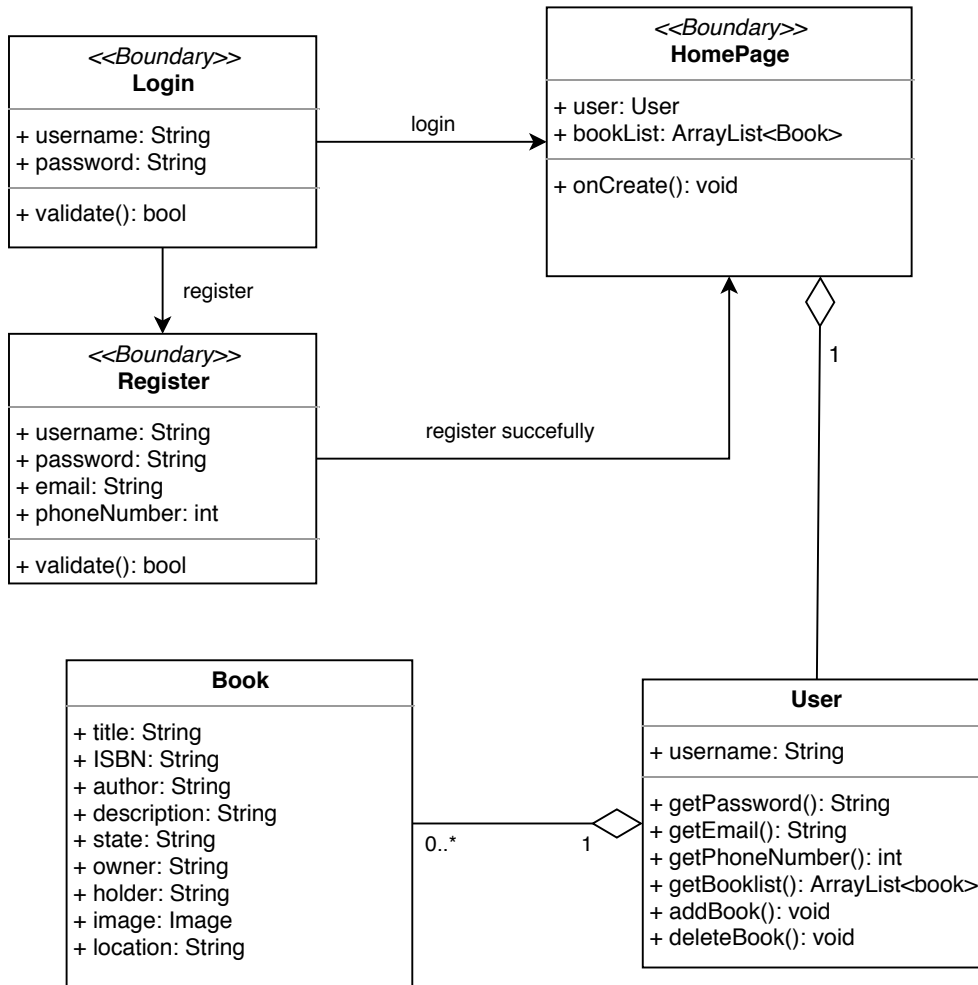 <<Boundary>>
Login
+ username: String
+ password: String
+ validate(): bool
login
<<Boundary>>
HomePage
+ user: User
+ bookList: ArrayList<Book>
+ onCreate(): void
register
1
<<Boundary>>
Register
+ username: String
+ password: String
+ email: String
+ phoneNumber: int
+ validate(): bool
register succefully
Book
+ title: String
+ ISBN: String
+ author: String
+ description: String
+ state: String
+ owner: String
+ holder: String
+ image: Image
+ location: String
0..*
1
User
+ username: String
+ getPassword(): String
+ getEmail(): String
+ getPhoneNumber(): int
+ getBooklist(): ArrayList<book>
+ addBook(): void
+ deleteBook(): void